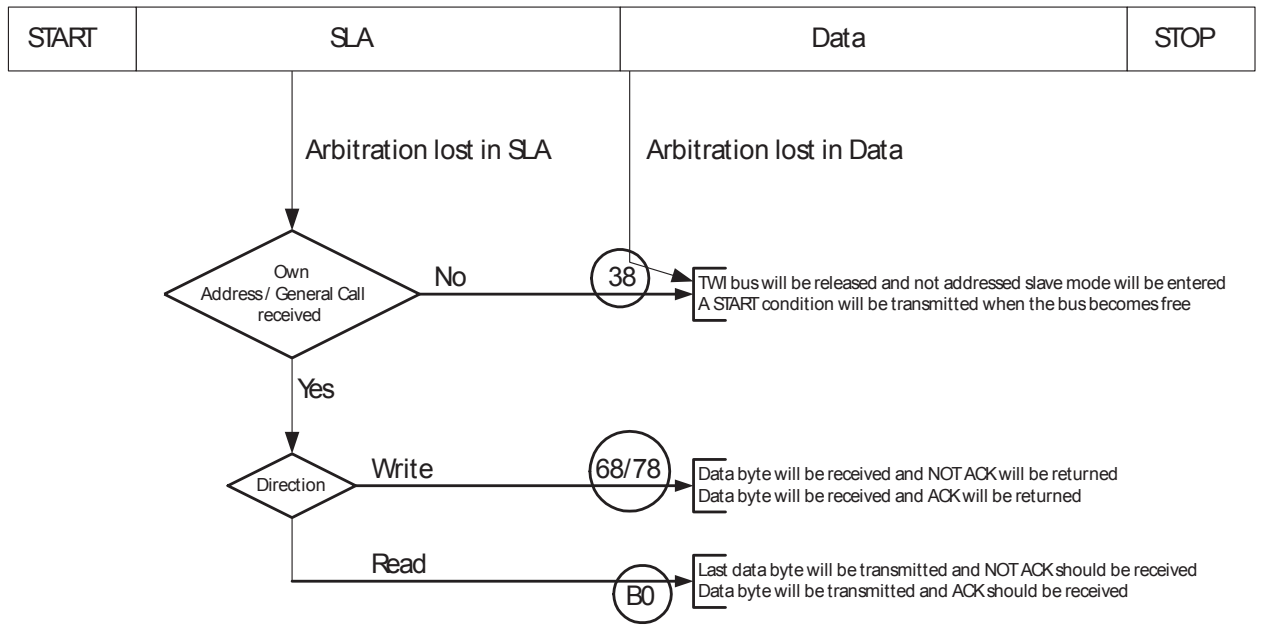 START SLA Data STOP
Arbitration lost in SLA Arbitration lost in Data
Own
Address / General Call
received
No
38
TWI bus will be released and not addressed slave mode will be entered
A START condition will be transmitted when the bus becomes free
Yes
Direction
Write
68/78
Data byte will be received and NOT ACK will be returned
Data byte will be received and ACK will be returned
Read
B0
Last data byte will be transmitted and NOT ACK should be received
Data byte will be transmitted and ACK should be received